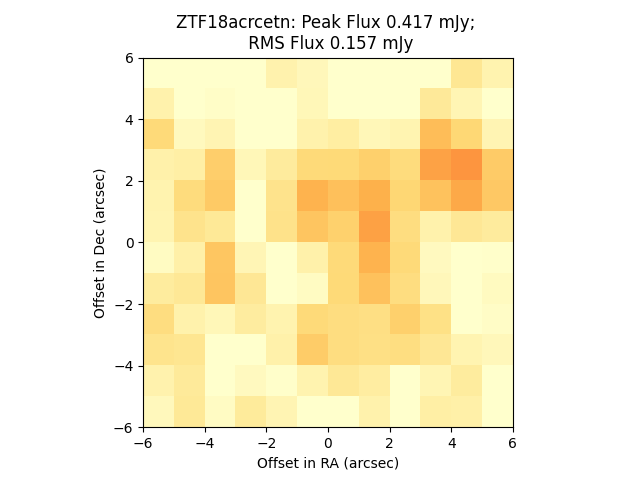 ZTF18acrcetn: Peak Flux 0.417 mJy;
RMS Flux 0.157 mJy
6
4
2
0
−2
−4
−6
Offset in Dec (arcsec)
−6 −4 −2 0 2 4 6
Offset in RA (arcsec)